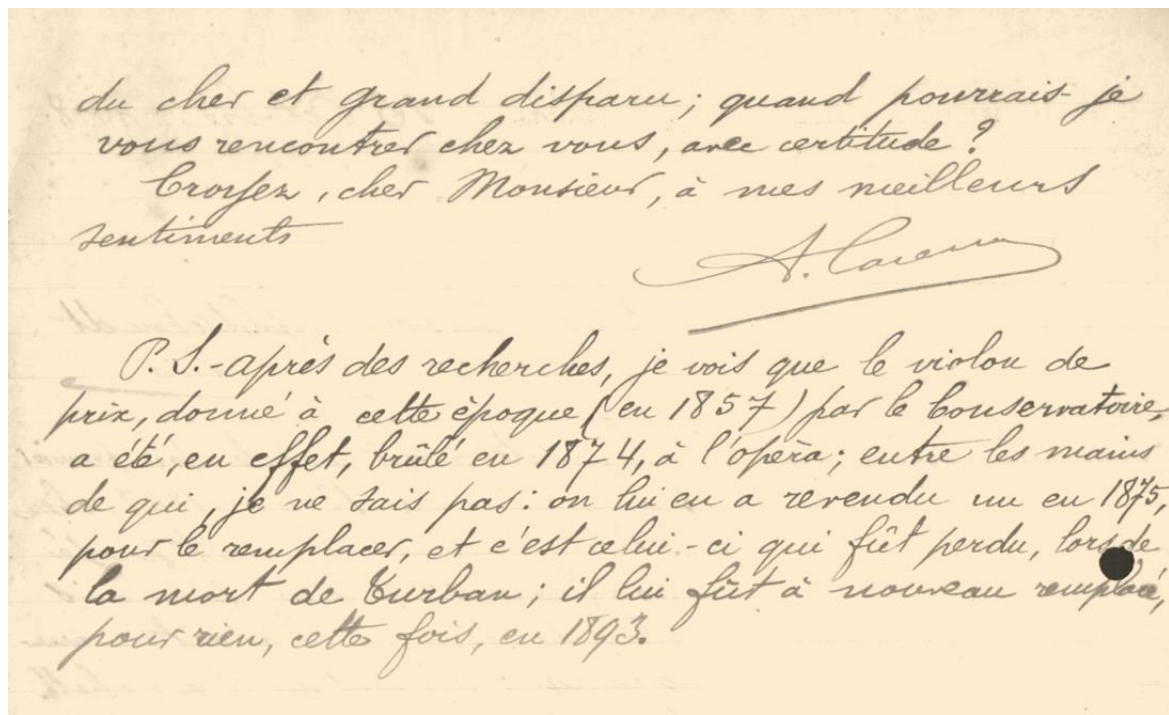 du cher et grand disparu ; quand pourrais-je
vous rencontrer chez vous, avec certitude ?
Croyez, cher Monsieur, à mes meilleurs
sentiments
A. Caressa
P. S. - après des recherches, je vois que le violon de
prix, donné à cette époque (en 1857) par le Conservatoire,
a été, en effet, brûlé en 1874, à l'opèra ; entre les mains
de qui, je ne sais pas : on lui en a revendu un en 1875,
pour le remplacer, et c'est celui-ci qui fût perdu, lors de
la mort de Turban ; il lui fût à nouveau remplacé,
pour rien, cette fois, en 1893.